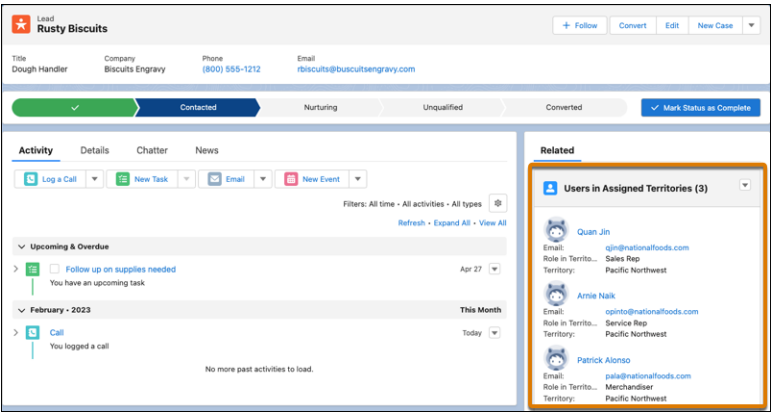 Lead
Rusty Biscuits
+ Follow
Convert
Edit
New Case
Title
Company
Phone
Email
Dough Handler
Biscuits Engravy
(800) 555-1212
rbiscuits@buscuitsengravy.com
Contacted
Nurturing
Unqualified
Converted
Mark Status as Complete
Activity
Details
Chatter
News
Log a Call
New Task
Email
New Event
Filters: All time • All activities • All types
Refresh • Expand All • View All
Upcoming & Overdue
Follow up on supplies needed
Apr 27
You have an upcoming task
February • 2023
This Month
Call
Today
You logged a call
No more past activities to load.
Related
Users in Assigned Territories (3)
Quan Jin
Email: qjin@nationalfoods.com
Role in Territo... Sales Rep
Territory: Pacific Northwest
Arnie Naik
Email: opinto@nationalfoods.com
Role in Territo... Service Rep
Territory: Pacific Northwest
Patrick Alonso
Email: pala@nationalfoods.com
Role in Territo... Merchandiser
Territory: Pacific Northwest